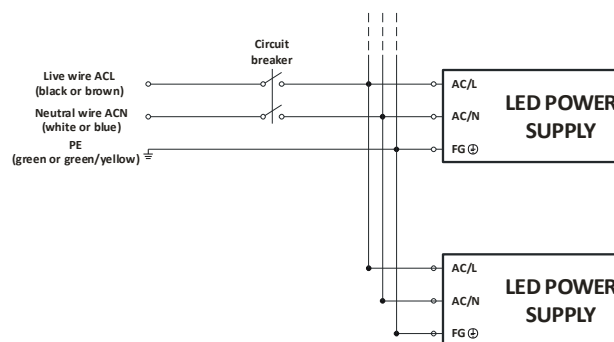 Circuit
breaker
Live wire ACL
(black or brown)
Neutral wire ACN
(white or blue)
PE
(green or green/yellow)
AC/L
AC/N
FG
LED POWER
SUPPLY
AC/L
AC/N
FG
LED POWER
SUPPLY